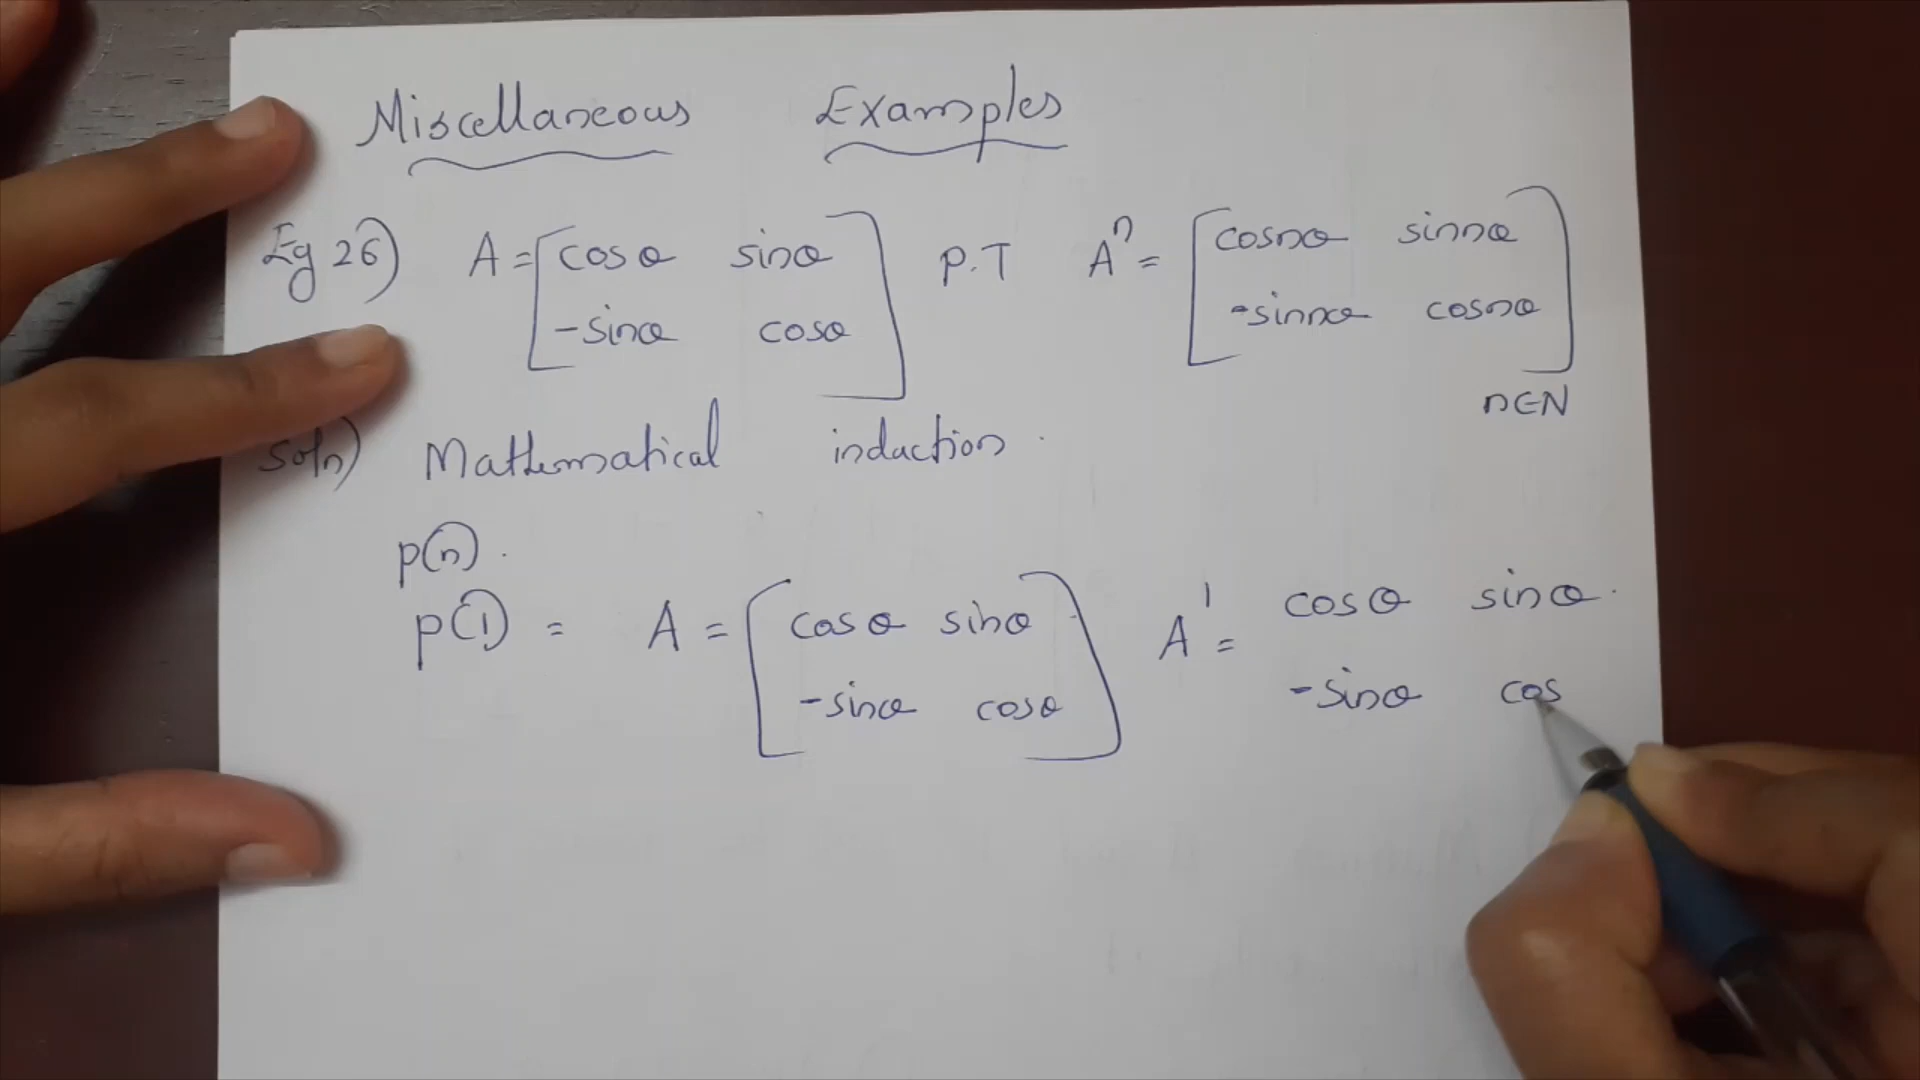 Miscellaneous Examples
Eg 26) A = [cosθ sinθ P.T Aⁿ = [cosnθ sinnθ]
-sinθ cosθ] -sinnθ cosnθ]
n∈N
Soln) Mathematical induction.
p(n).
p(1) = A = [cosθ sinθ] A¹ = cosθ sinθ.
-sinθ cosθ] -sinθ cos